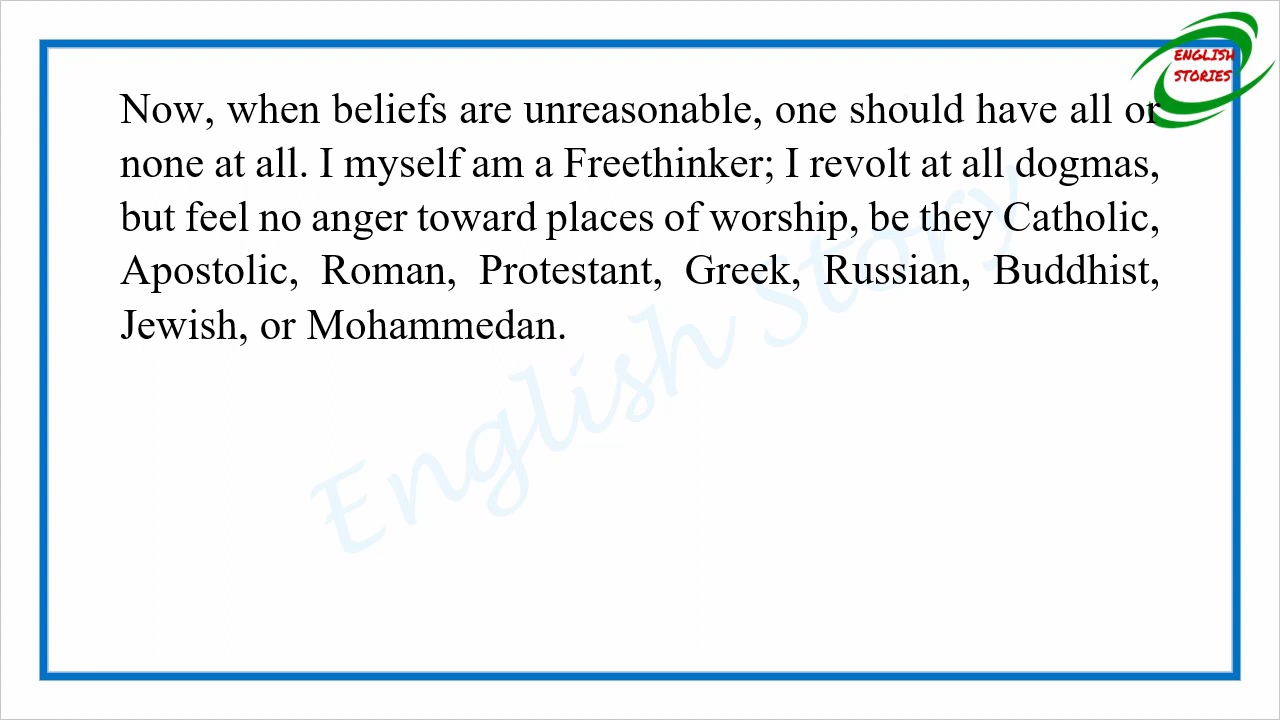 ENGLISH
STORIES
Now, when beliefs are unreasonable, one should have all or
none at all. I myself am a Freethinker; I revolt at all dogmas,
but feel no anger toward places of worship, be they Catholic,
Apostolic, Roman, Protestant, Greek, Russian, Buddhist,
Jewish, or Mohammedan.
English Story